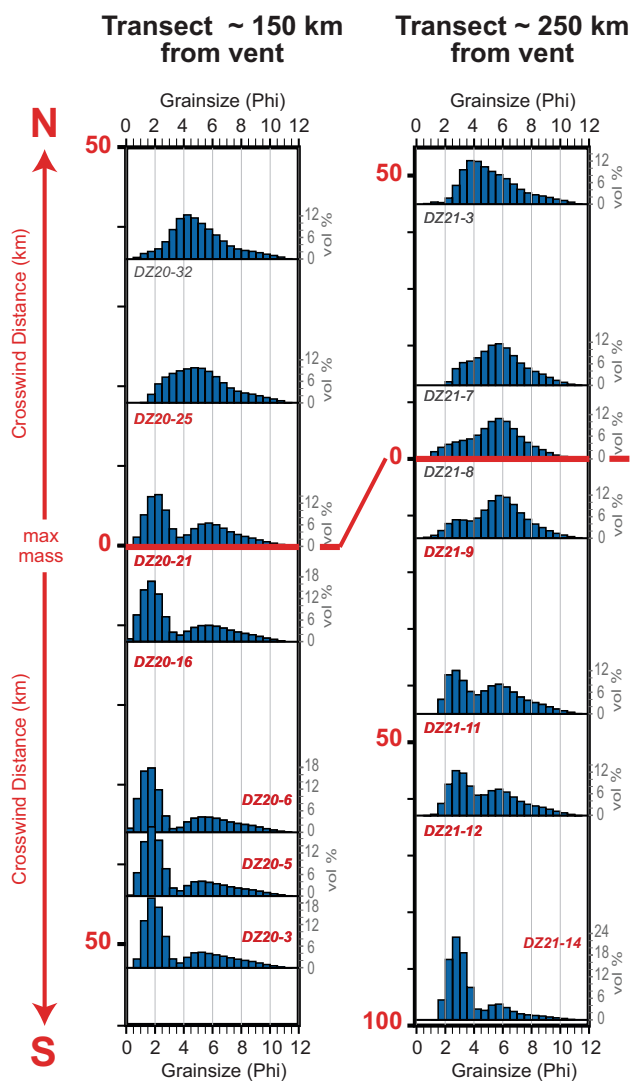 Transect ~ 150 km
from vent
Transect ~ 250 km
from vent
Grainsize (Phi)
Grainsize (Phi)
N
0 2 4 6 8 10 12
0 2 4 6 8 10 12
50
50
12
6
0
vol %
DZ20-32
12
6
0
vol %
DZ21-3
Crosswind Distance (km)
12
6
0
vol %
DZ20-25
12
6
0
vol %
DZ21-7
12
6
0
vol %
DZ21-8
0
max
mass
0
12
6
0
vol %
DZ20-21
12
6
0
vol %
DZ21-9
18
12
6
0
vol %
DZ20-16
12
6
0
vol %
DZ21-11
Crosswind Distance (km)
50
18
12
6
0
vol %
DZ20-6
12
6
0
vol %
DZ21-12
12
6
0
vol %
DZ20-5
18
12
6
0
vol %
DZ20-3
50
24
18
12
6
0
vol %
DZ21-14
100
S
0 2 4 6 8 10 12
0 2 4 6 8 10 12
Grainsize (Phi)
Grainsize (Phi)